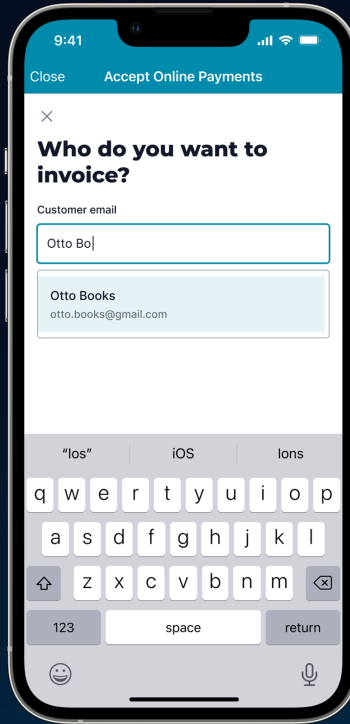 9:41
Close Accept Online Payments
Who do you want to
invoice?
Customer email
Otto Bo
Otto Books
otto.books@gmail.com
“Ios” iOS Ions
q w e r t y u i o p
a s d f g h j k l
z x c v b n m
123 space return